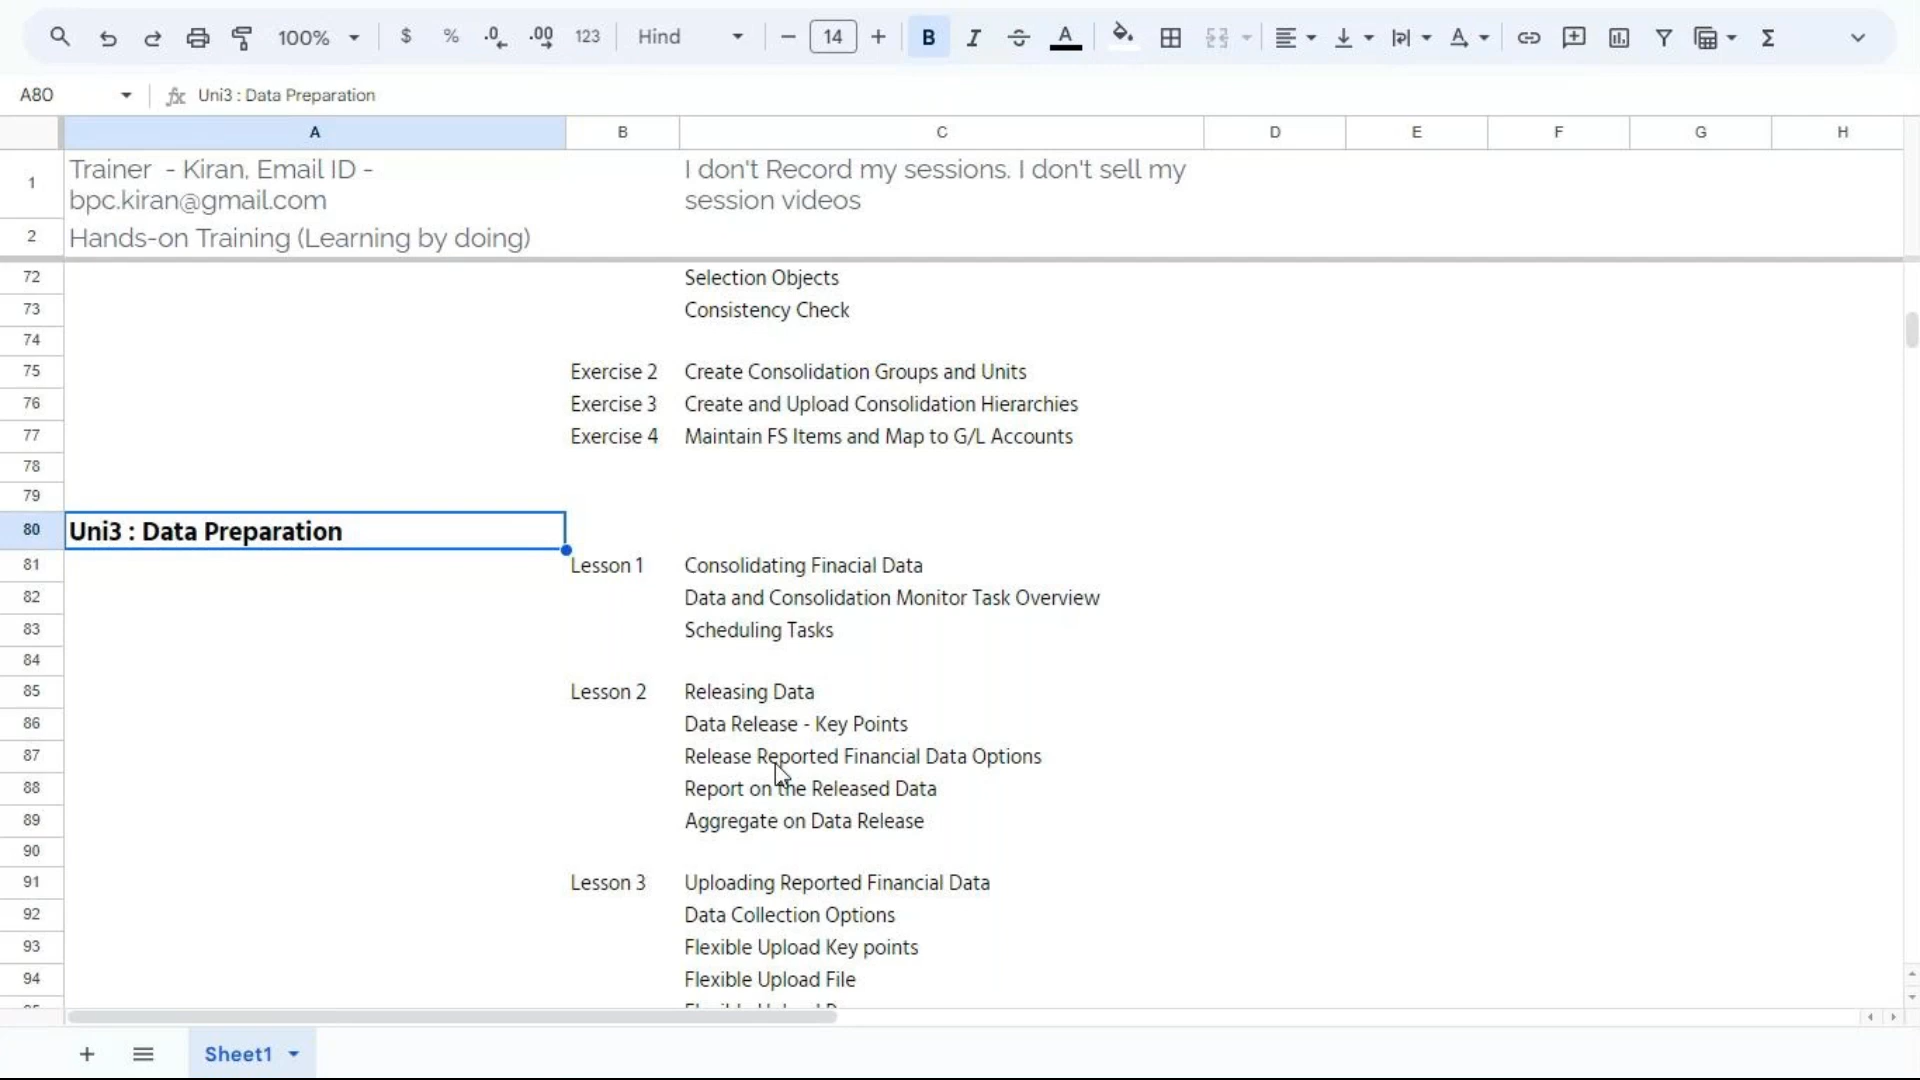 100%
$ % .0 .00 123 Hind 14 B I A
A80 fx Uni3 : Data Preparation
A B C D E F G H
1 Trainer - Kiran, Email ID - bpc.kiran@gmail.com I don't Record my sessions. I don't sell my session videos
2 Hands-on Training (Learning by doing)
72 Selection Objects
73 Consistency Check
74
75 Exercise 2 Create Consolidation Groups and Units
76 Exercise 3 Create and Upload Consolidation Hierarchies
77 Exercise 4 Maintain FS Items and Map to G/L Accounts
78
79
80 Uni3 : Data Preparation
81 Lesson 1 Consolidating Finacial Data
82 Data and Consolidation Monitor Task Overview
83 Scheduling Tasks
84
85 Lesson 2 Releasing Data
86 Data Release - Key Points
87 Release Reported Financial Data Options
88 Report on the Released Data
89 Aggregate on Data Release
90
91 Lesson 3 Uploading Reported Financial Data
92 Data Collection Options
93 Flexible Upload Key points
94 Flexible Upload File
Sheet1